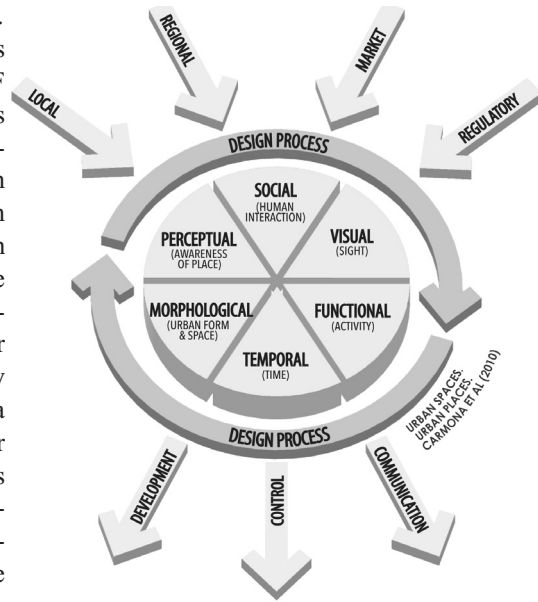 .
s
F
s
-
n
n
n
e
-
r
y
a
r
s
-
-
e
LOCAL
REGIONAL
MARKET
REGULATORY
DESIGN PROCESS
SOCIAL
(HUMAN
INTERACTION)
PERCEPTUAL
(AWARENESS
OF PLACE)
VISUAL
(SIGHT)
MORPHOLOGICAL
(URBAN FORM
& SPACE)
FUNCTIONAL
(ACTIVITY)
TEMPORAL
(TIME)
DESIGN PROCESS
URBAN SPACES.
URBAN PLACES.
CARMONA ET AL (2010)
DEVELOPMENT
CONTROL
COMMUNICATION